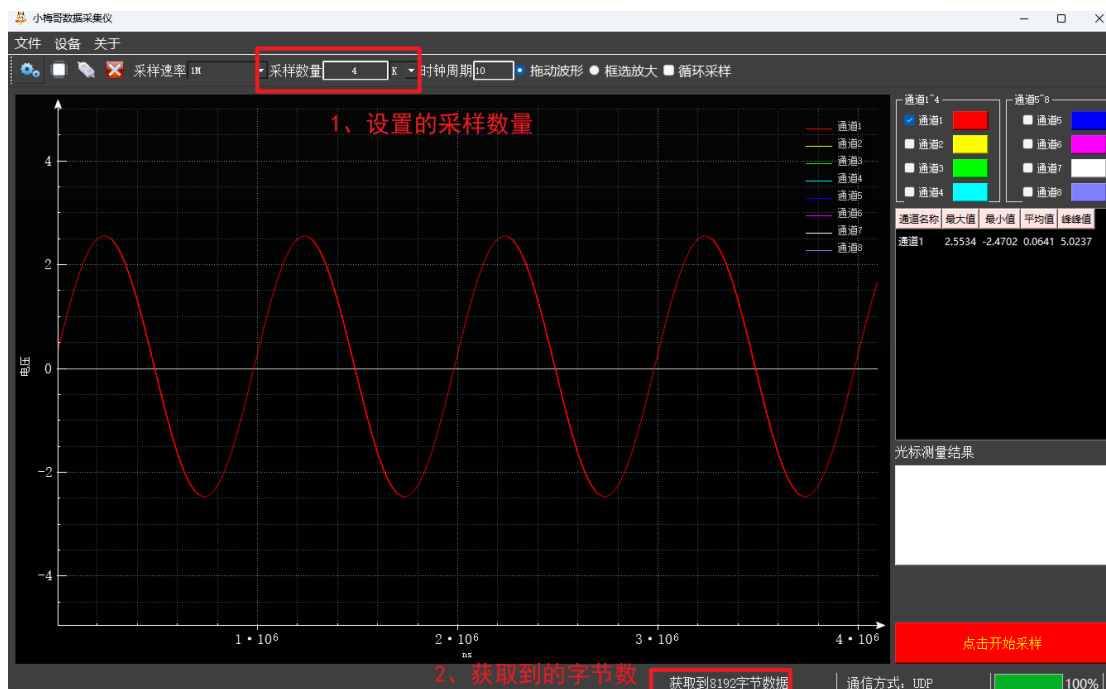 小梅哥数据采集仪
文件 设备 关于
采样速率 1M 采样数量 4 K 时钟周期 10 拖动波形 框选放大 循环采样
1、设置的采样数量
通道1
通道2
通道3
通道4
通道5
通道6
通道7
通道8
4
2
0
-2
-4
电压
1·10⁶ 2·10⁶ 3·10⁶ 4·10⁶
ns
通道1~4 通道5~8
通道1 通道5
通道2 通道6
通道3 通道7
通道4 通道8
通道名称 最大值 最小值 平均值 峰峰值
通道1 2.5534 -2.4702 0.0641 5.0237
光标测量结果
点击开始采样
2、获取到的字节数
获取到8192字节数据 通信方式：UDP 100%